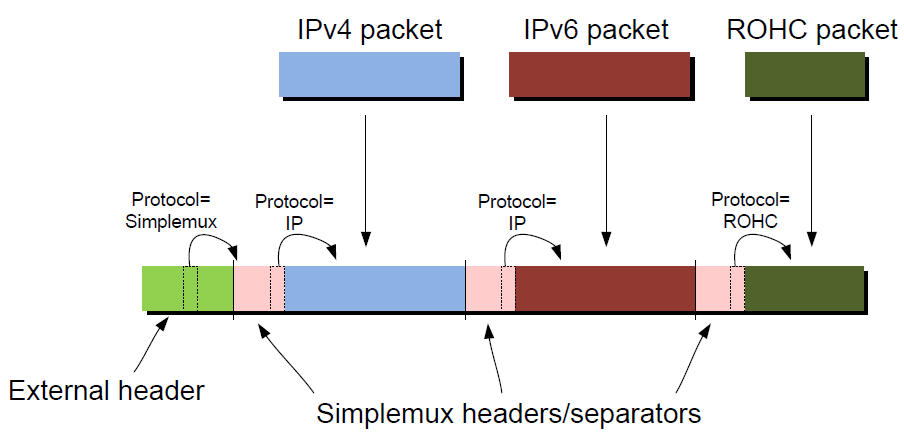 IPv4 packet
IPv6 packet
ROHC packet
Protocol=
Simplemux
Protocol=
IP
Protocol=
IP
Protocol=
ROHC
External header
Simplemux headers/separators